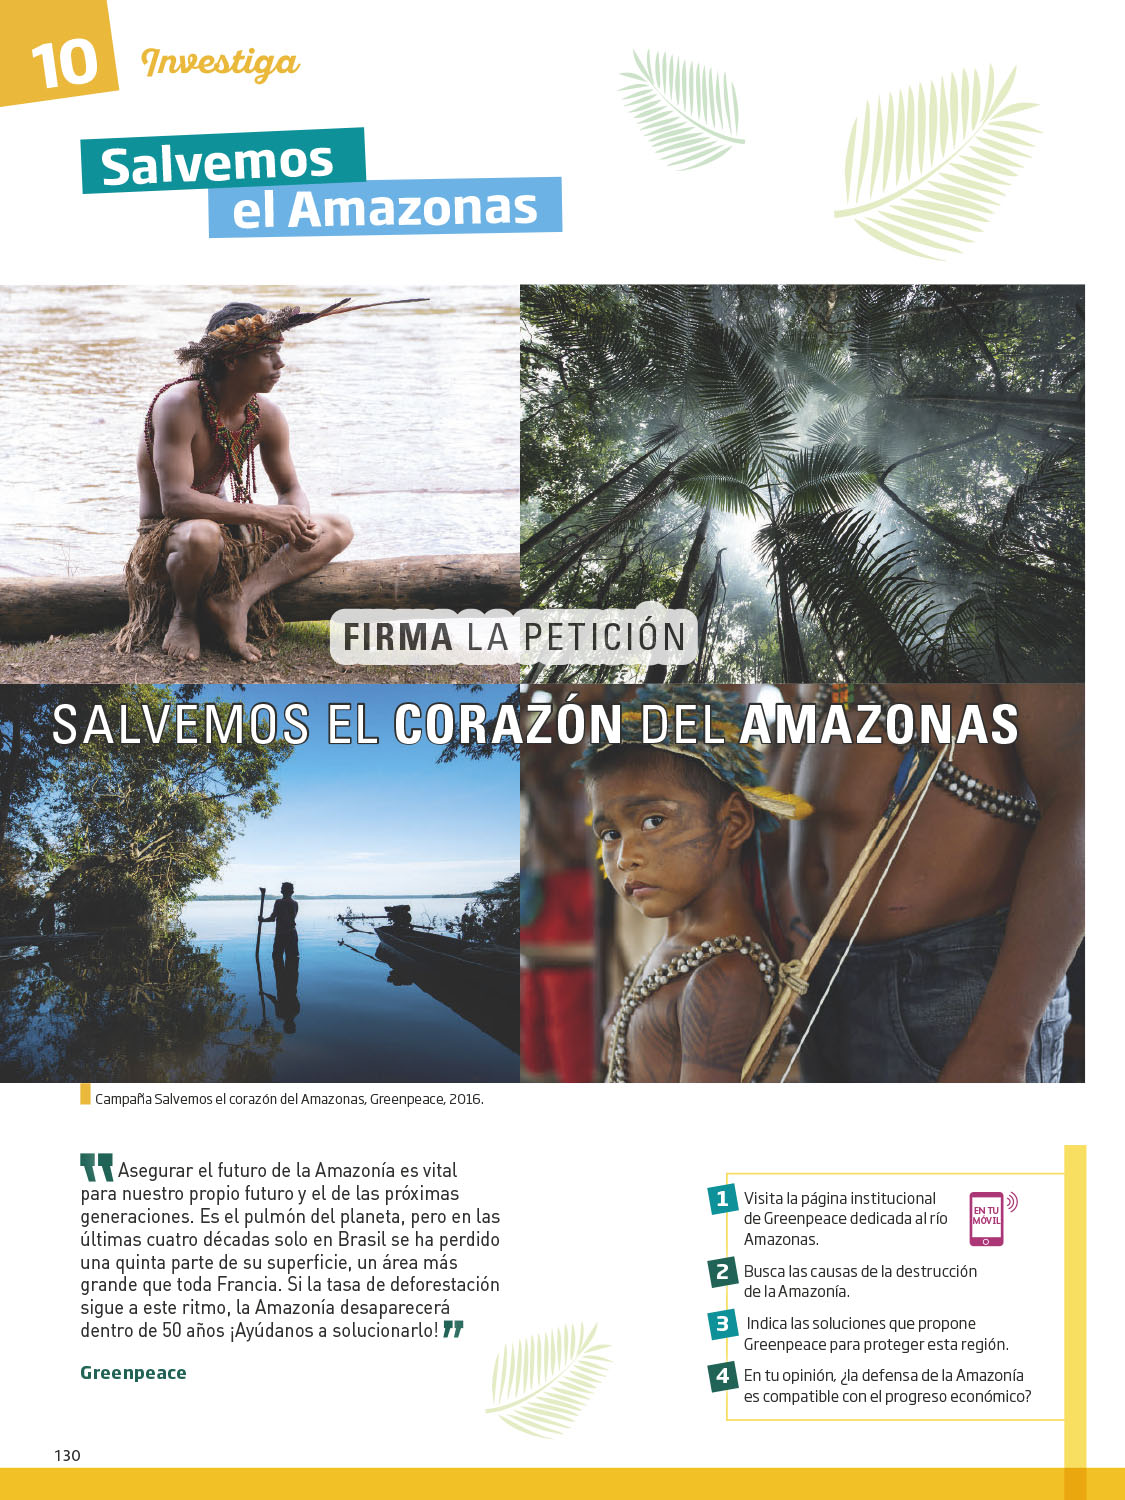 10
Investiga
Salvemos
el Amazonas
FIRMA LA PETICIÓN
SALVEMOS EL CORAZÓN DEL AMAZONAS
Campaña Salvemos el corazón del Amazonas, Greenpeace, 2016.
"Asegurar el futuro de la Amazonía es vital
para nuestro propio futuro y el de las próximas
generaciones. Es el pulmón del planeta, pero en las
últimas cuatro décadas solo en Brasil se ha perdido
una quinta parte de su superficie, un área más
grande que toda Francia. Si la tasa de deforestación
sigue a este ritmo, la Amazonía desaparecerá
dentro de 50 años ¡Ayúdanos a solucionarlo!"
Greenpeace
1 Visita la página institucional
de Greenpeace dedicada al río
Amazonas.
EN TU
MÓVIL
2 Busca las causas de la destrucción
de la Amazonía.
3 Indica las soluciones que propone
Greenpeace para proteger esta región.
4 En tu opinión, ¿la defensa de la Amazonía
es compatible con el progreso económico?
130